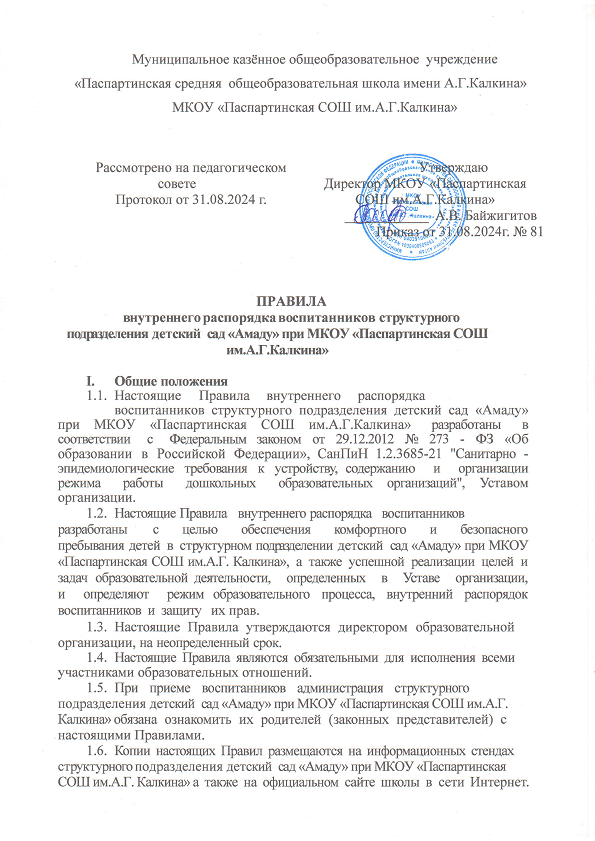 Муниципальное казённое общеобразовательное учреждение
«Паспартинская средняя общеобразовательная школа имени А.Г.Калкина»
МКОУ «Паспартинская СОШ им.А.Г.Калкина»
Рассмотрено на педагогическом
совете
Протокол от 31.08.2024 г.
Утверждаю
Директор МКОУ «Паспартинская
СОШ им.А.Г.Калкина»
А.В. Байжигитов
Приказ от 31.08.2024г. № 81
ПРАВИЛА
внутреннего распорядка воспитанников структурного
подразделения детский сад «Амаду» при МКОУ «Паспартинская СОШ
им.А.Г.Калкина»
I. Общие положения
1.1. Настоящие Правила внутреннего распорядка
воспитанников структурного подразделения детский сад «Амаду»
при МКОУ «Паспартинская СОШ им.А.Г.Калкина» разработаны в
соответствии с Федеральным законом от 29.12.2012 № 273 - ФЗ «Об
образовании в Российской Федерации», СанПиН 1.2.3685-21 "Санитарно -
эпидемиологические требования к устройству, содержанию и организации
режима работы дошкольных образовательных организаций", Уставом
организации.
1.2. Настоящие Правила внутреннего распорядка воспитанников
разработаны с целью обеспечения комфортного и безопасного
пребывания детей в структурном подразделении детский сад «Амаду» при МКОУ
«Паспартинская СОШ им.А.Г. Калкина», а также успешной реализации целей и
задач образовательной деятельности, определенных в Уставе организации,
и определяют режим образовательного процесса, внутренний распорядок
воспитанников и защиту их прав.
1.3. Настоящие Правила утверждаются директором образовательной
организации, на неопределенный срок.
1.4. Настоящие Правила являются обязательными для исполнения всеми
участниками образовательных отношений.
1.5. При приеме воспитанников администрация структурного
подразделения детский сад «Амаду» при МКОУ «Паспартинская СОШ им.А.Г.
Калкина» обязана ознакомить их родителей (законных представителей) с
настоящими Правилами.
1.6. Копии настоящих Правил размещаются на информационных стендах
структурного подразделения детский сад «Амаду» при МКОУ «Паспартинская
СОШ им.А.Г. Калкина» а также на официальном сайте школы в сети Интернет.